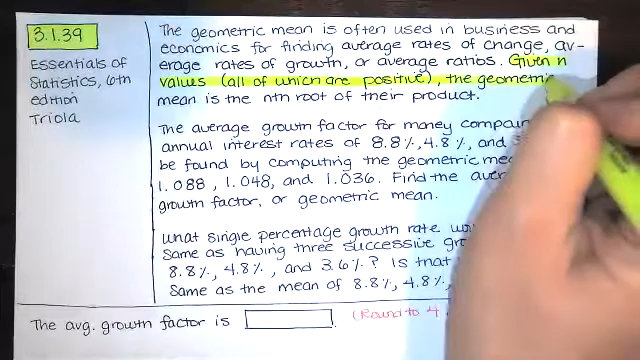 3.1.39
Essentials of
Statistics, 6th
edition
Triola
The geometric mean is often used in business and
economics for finding average rates of change, av-
erage rates of growth, or average ratios. Given n
values (all of which are positive), the geometric
mean is the nth root of their product.
The average growth factor for money compoun
annual interest rates of 8.8%, 4.8%, and
be found by computing the geometric mea
1.088, 1.048, and 1.036. Find the aver
growth factor, or geometric mean.
What single percentage growth rate wo
Same as having three successive gro
8.8%, 4.8%, and 3.6%? Is that
Same as the mean of 8.8%, 4.8%,
The avg. growth factor is
(Round to 4